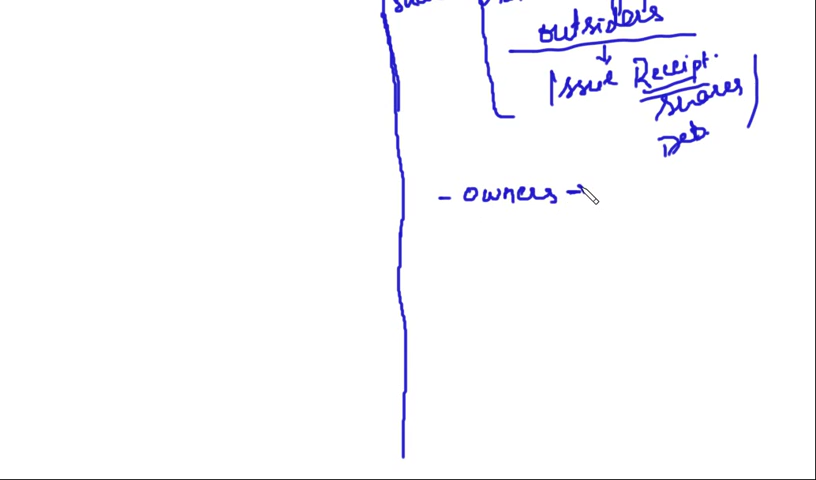 outsiders
↓
Issue Receipt.
shares
Deb
- owners -